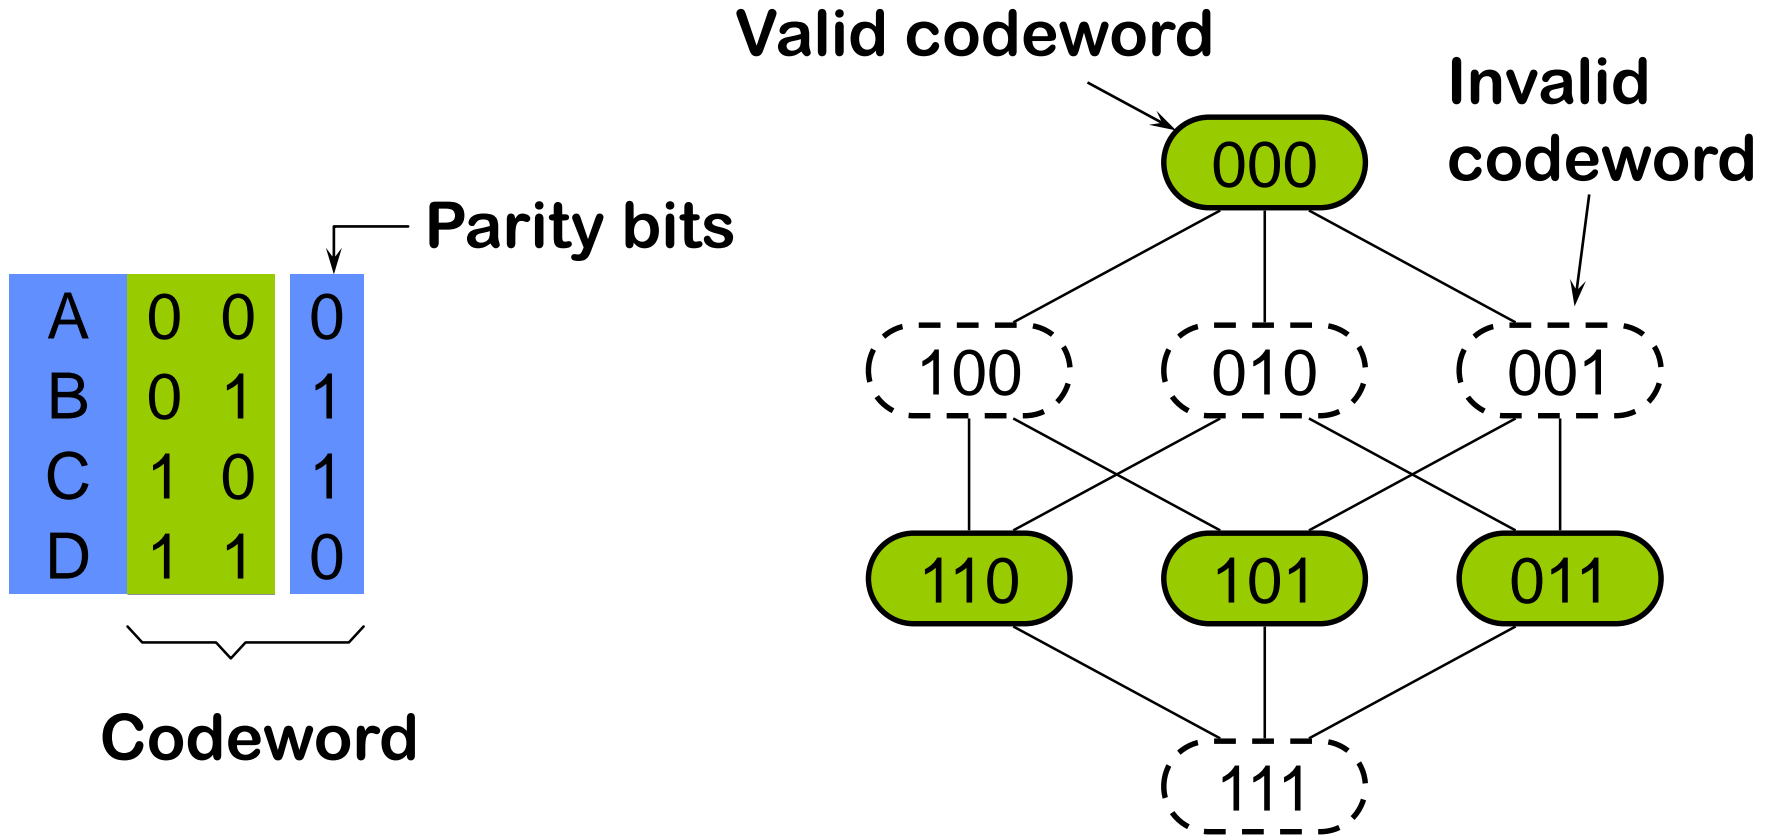 Valid codeword
Invalid
codeword
000
Parity bits
A 0 0 0
B 0 1 1
C 1 0 1
D 1 1 0
Codeword
100 010 001
110 101 011
111